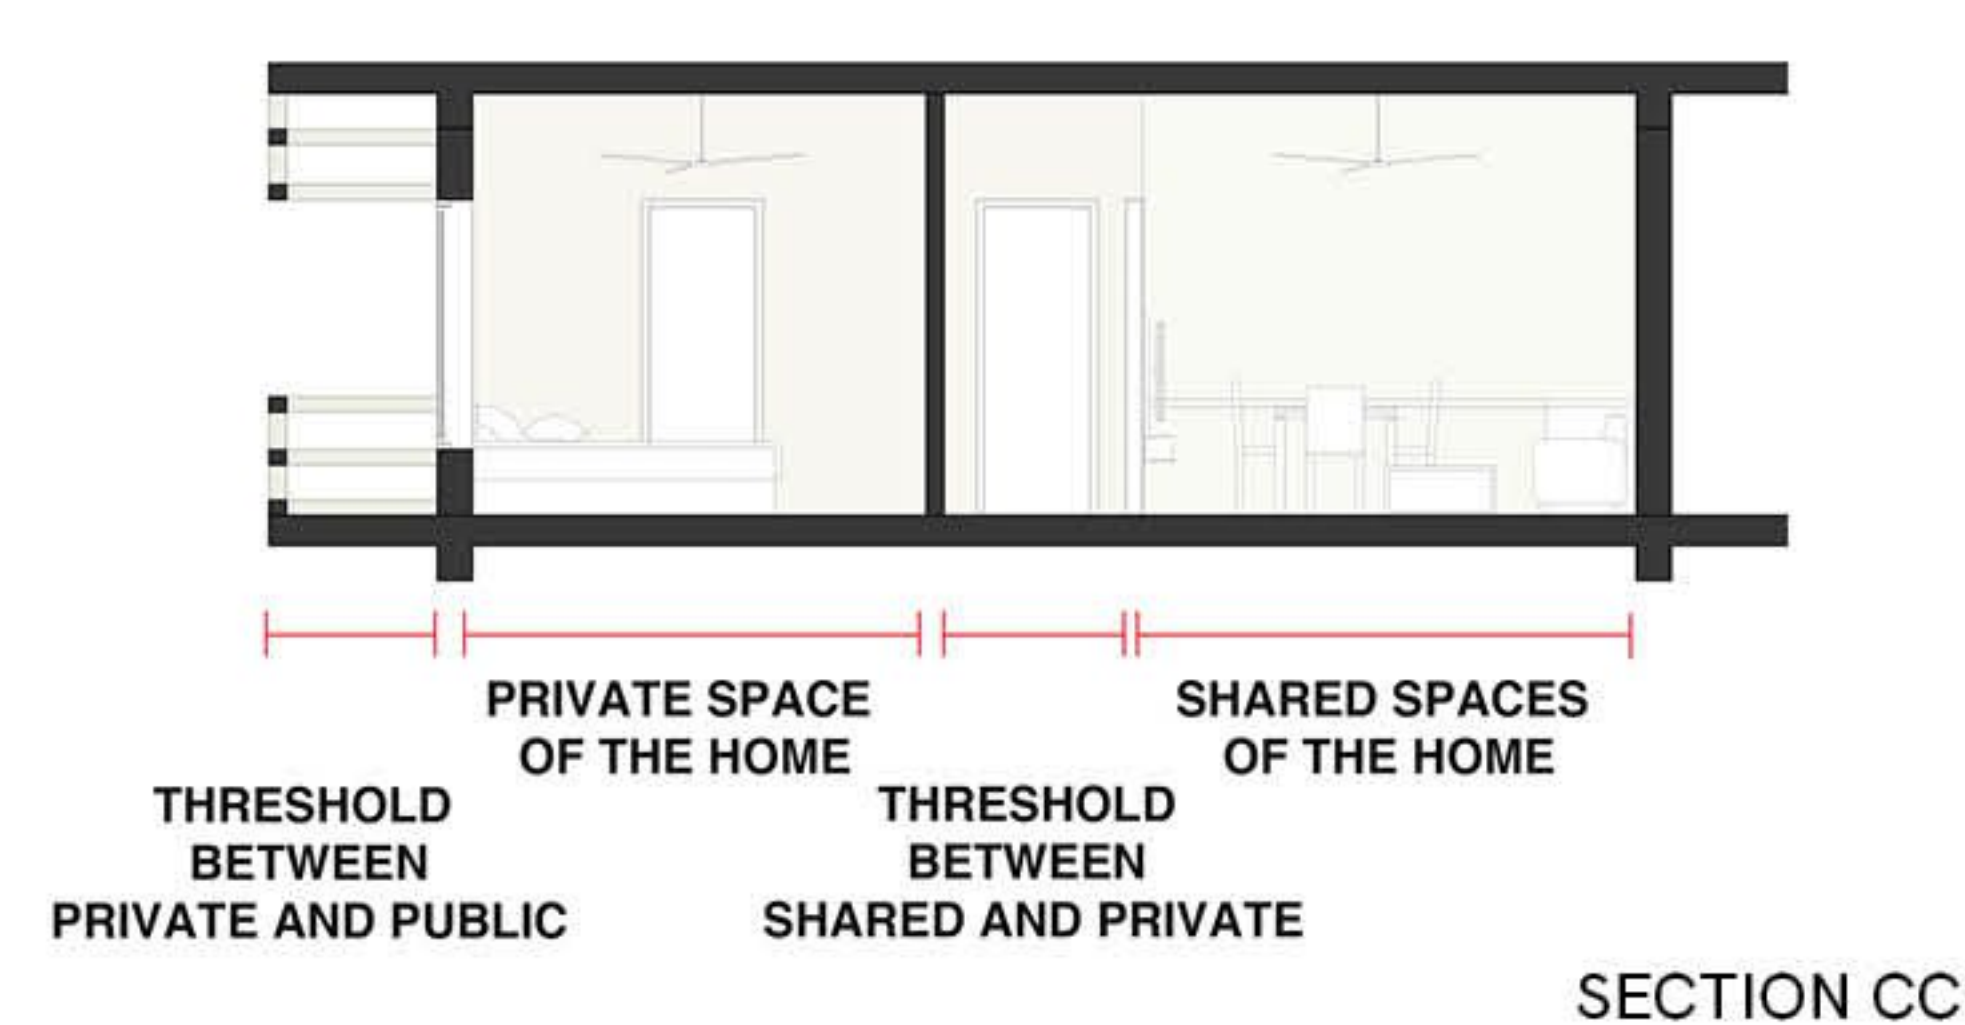 PRIVATE SPACE
OF THE HOME
SHARED SPACES
OF THE HOME
THRESHOLD
BETWEEN
PRIVATE AND PUBLIC
THRESHOLD
BETWEEN
SHARED AND PRIVATE
SECTION CC